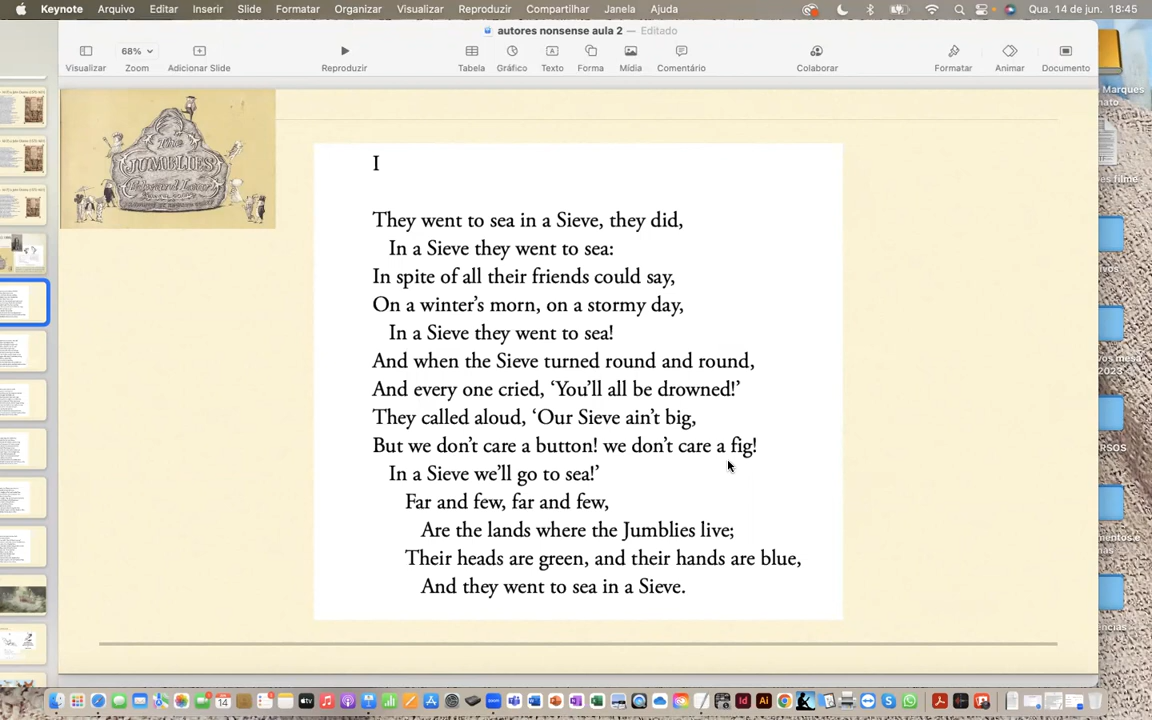 Keynote Arquivo Editar Inserir Slide Formatar Organizar Visualizar Reproduzir Compartilhar Janela Ajuda Qua. 14 de jun. 18:45
autores nonsense aula 2 — Editado
68%
Visualizar Zoom Adicionar Slide Reproduzir Tabela Gráfico Texto Forma Mídia Comentário Colaborar Formatar Animar Documento
Marques
The
JUMBLIES
I
They went to sea in a Sieve, they did,
In a Sieve they went to sea:
In spite of all their friends could say,
On a winter's morn, on a stormy day,
In a Sieve they went to sea!
And when the Sieve turned round and round,
And every one cried, ‘You'll all be drowned!’
They called aloud, ‘Our Sieve ain't big,
But we don't care a button! we don't care a fig!
In a Sieve we'll go to sea!’
Far and few, far and few,
Are the lands where the Jumblies live;
Their heads are green, and their hands are blue,
And they went to sea in a Sieve.